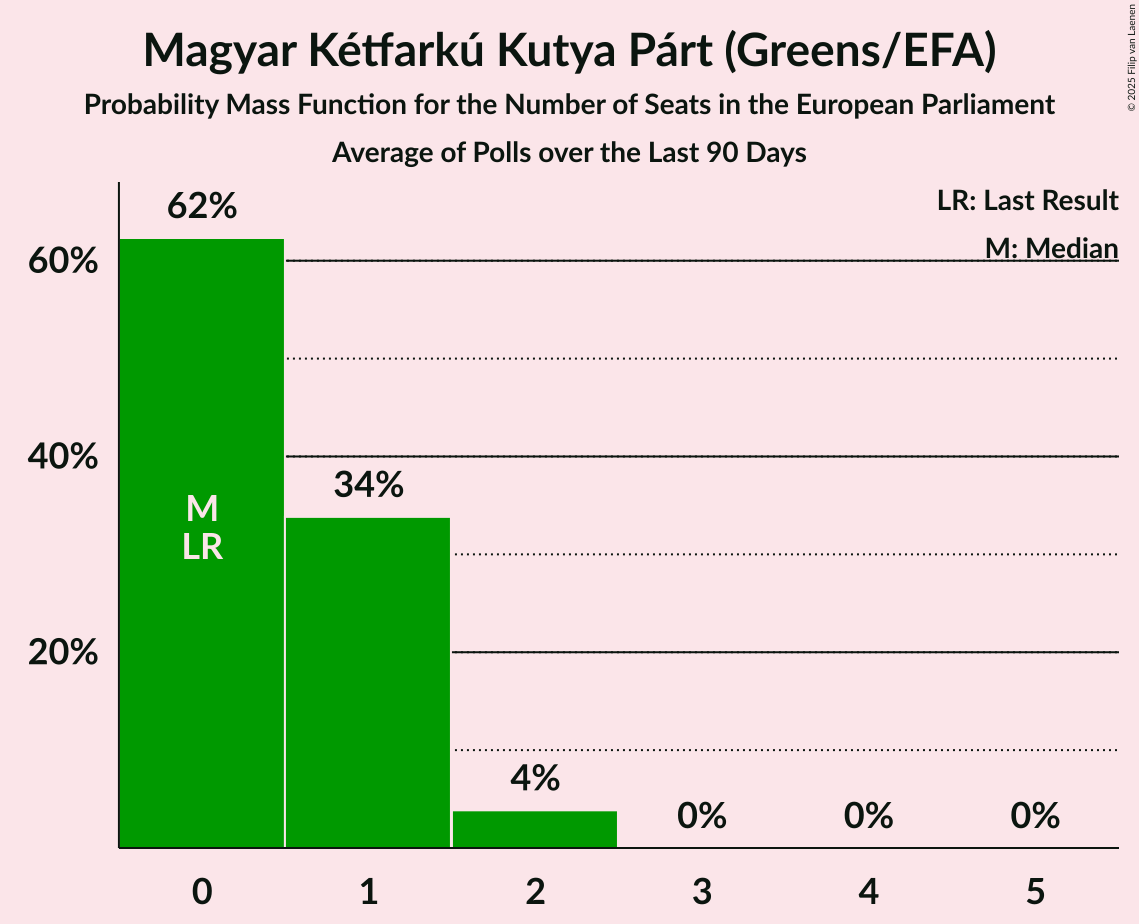 Magyar Kétfarkú Kutya Párt (Greens/EFA)
Probability Mass Function for the Number of Seats in the European Parliament
Average of Polls over the Last 90 Days
© 2025 Filip van Laenen
LR: Last Result
M: Median
62%
60%
40%
34%
M
LR
20%
4%
0%
0%
0%
0
1
2
3
4
5